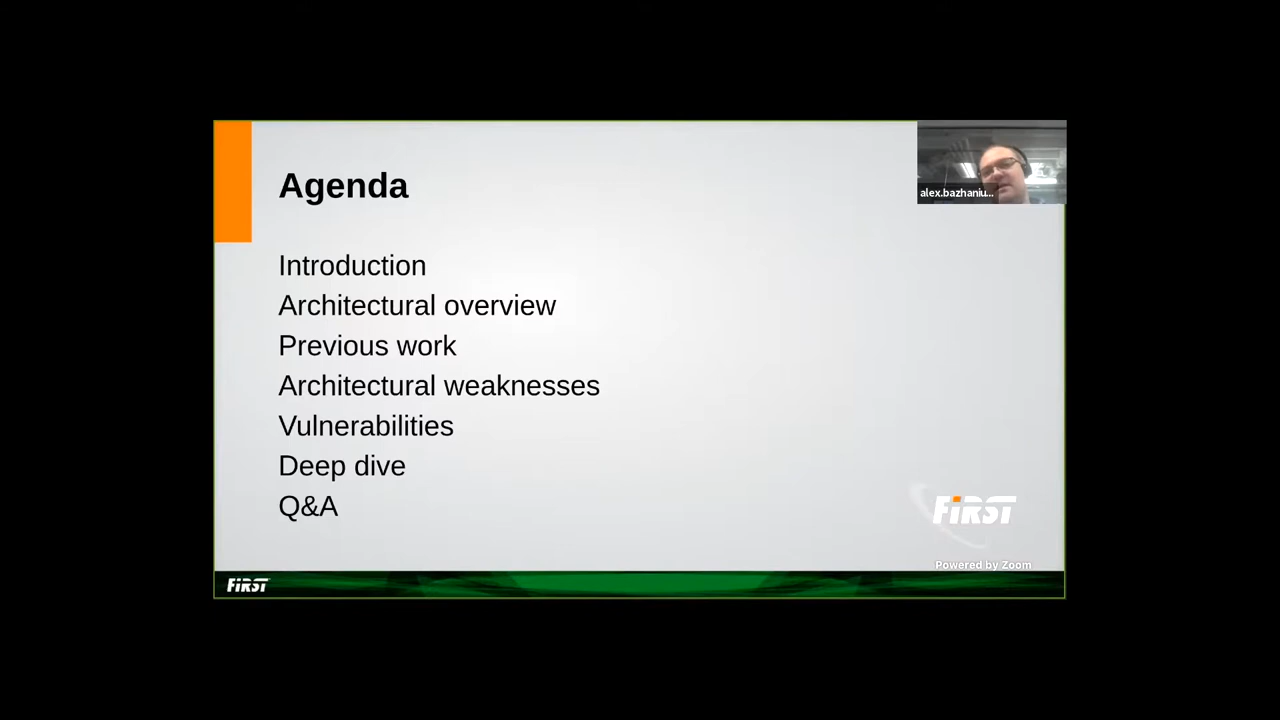 Agenda
alex.bazhaniu...
Introduction
Architectural overview
Previous work
Architectural weaknesses
Vulnerabilities
Deep dive
Q&A
FiRST
Powered by Zoom
FiRST